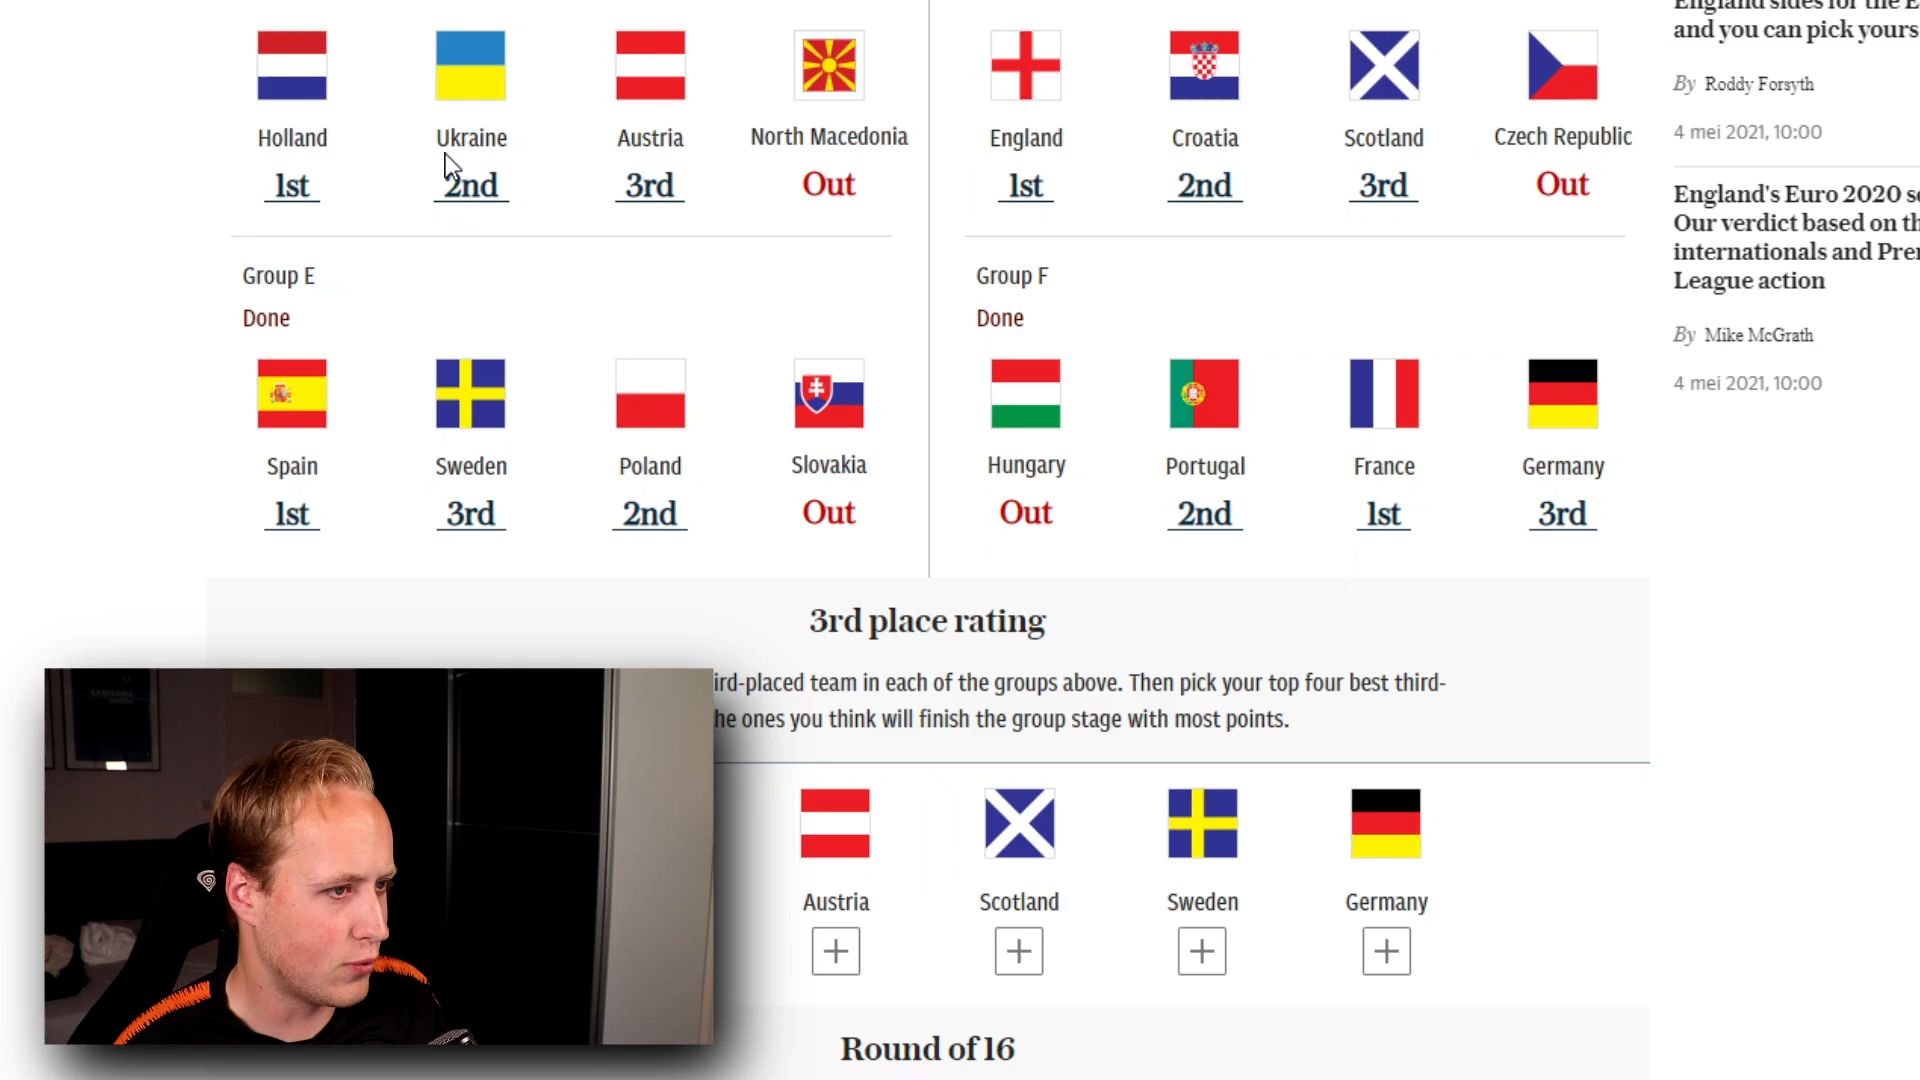 Holland Ukraine Austria North Macedonia
1st 2nd 3rd Out
England Croatia Scotland Czech Republic
1st 2nd 3rd Out
Group E
Done
Spain Sweden Poland Slovakia
1st 3rd 2nd Out
Group F
Done
Hungary Portugal France Germany
Out 2nd 1st 3rd
3rd place rating
-placed team in each of the groups above. Then pick your top four best third-
ones you think will finish the group stage with most points.
Austria Scotland Sweden Germany
+ + + +
Round of 16
England sides for the
and you can pick yours
By Roddy Forsyth
4 mei 2021, 10:00
England's Euro 2020
Our verdict based on
internationals and
League action
By Mike McGrath
4 mei 2021, 10:00